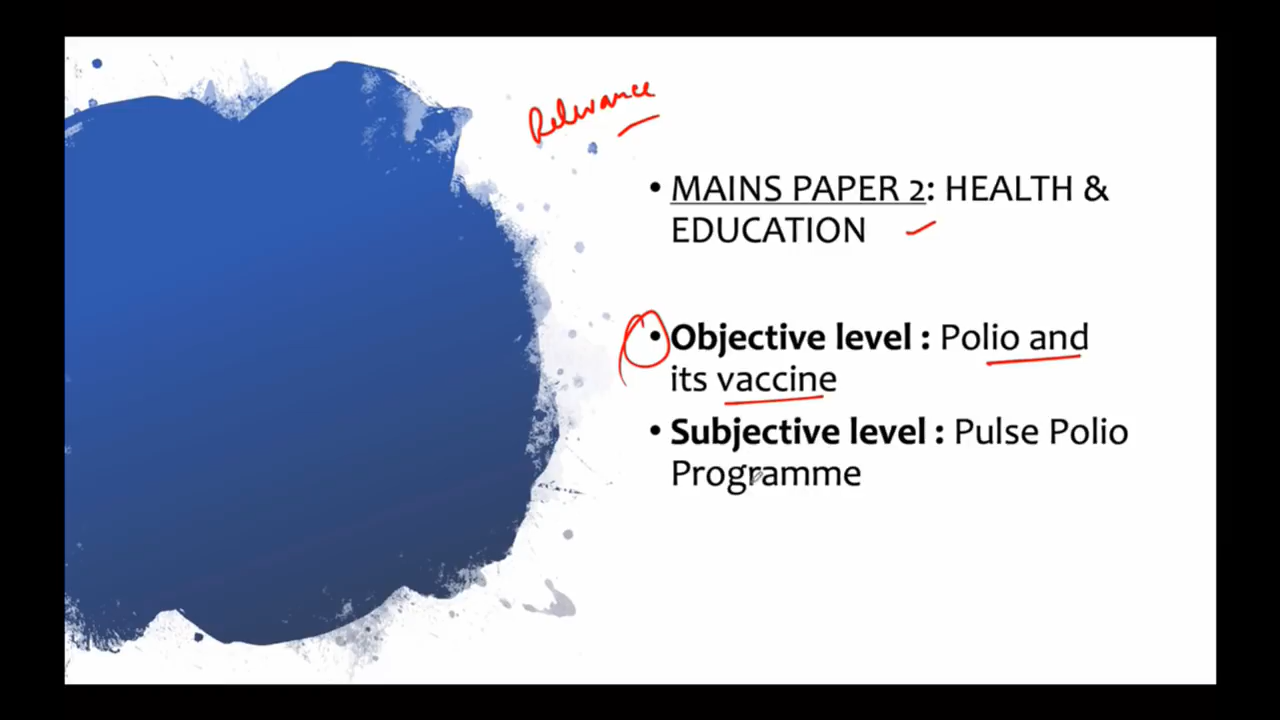 Relevance
• MAINS PAPER 2: HEALTH &
EDUCATION
• Objective level : Polio and
its vaccine
• Subjective level : Pulse Polio
Programme